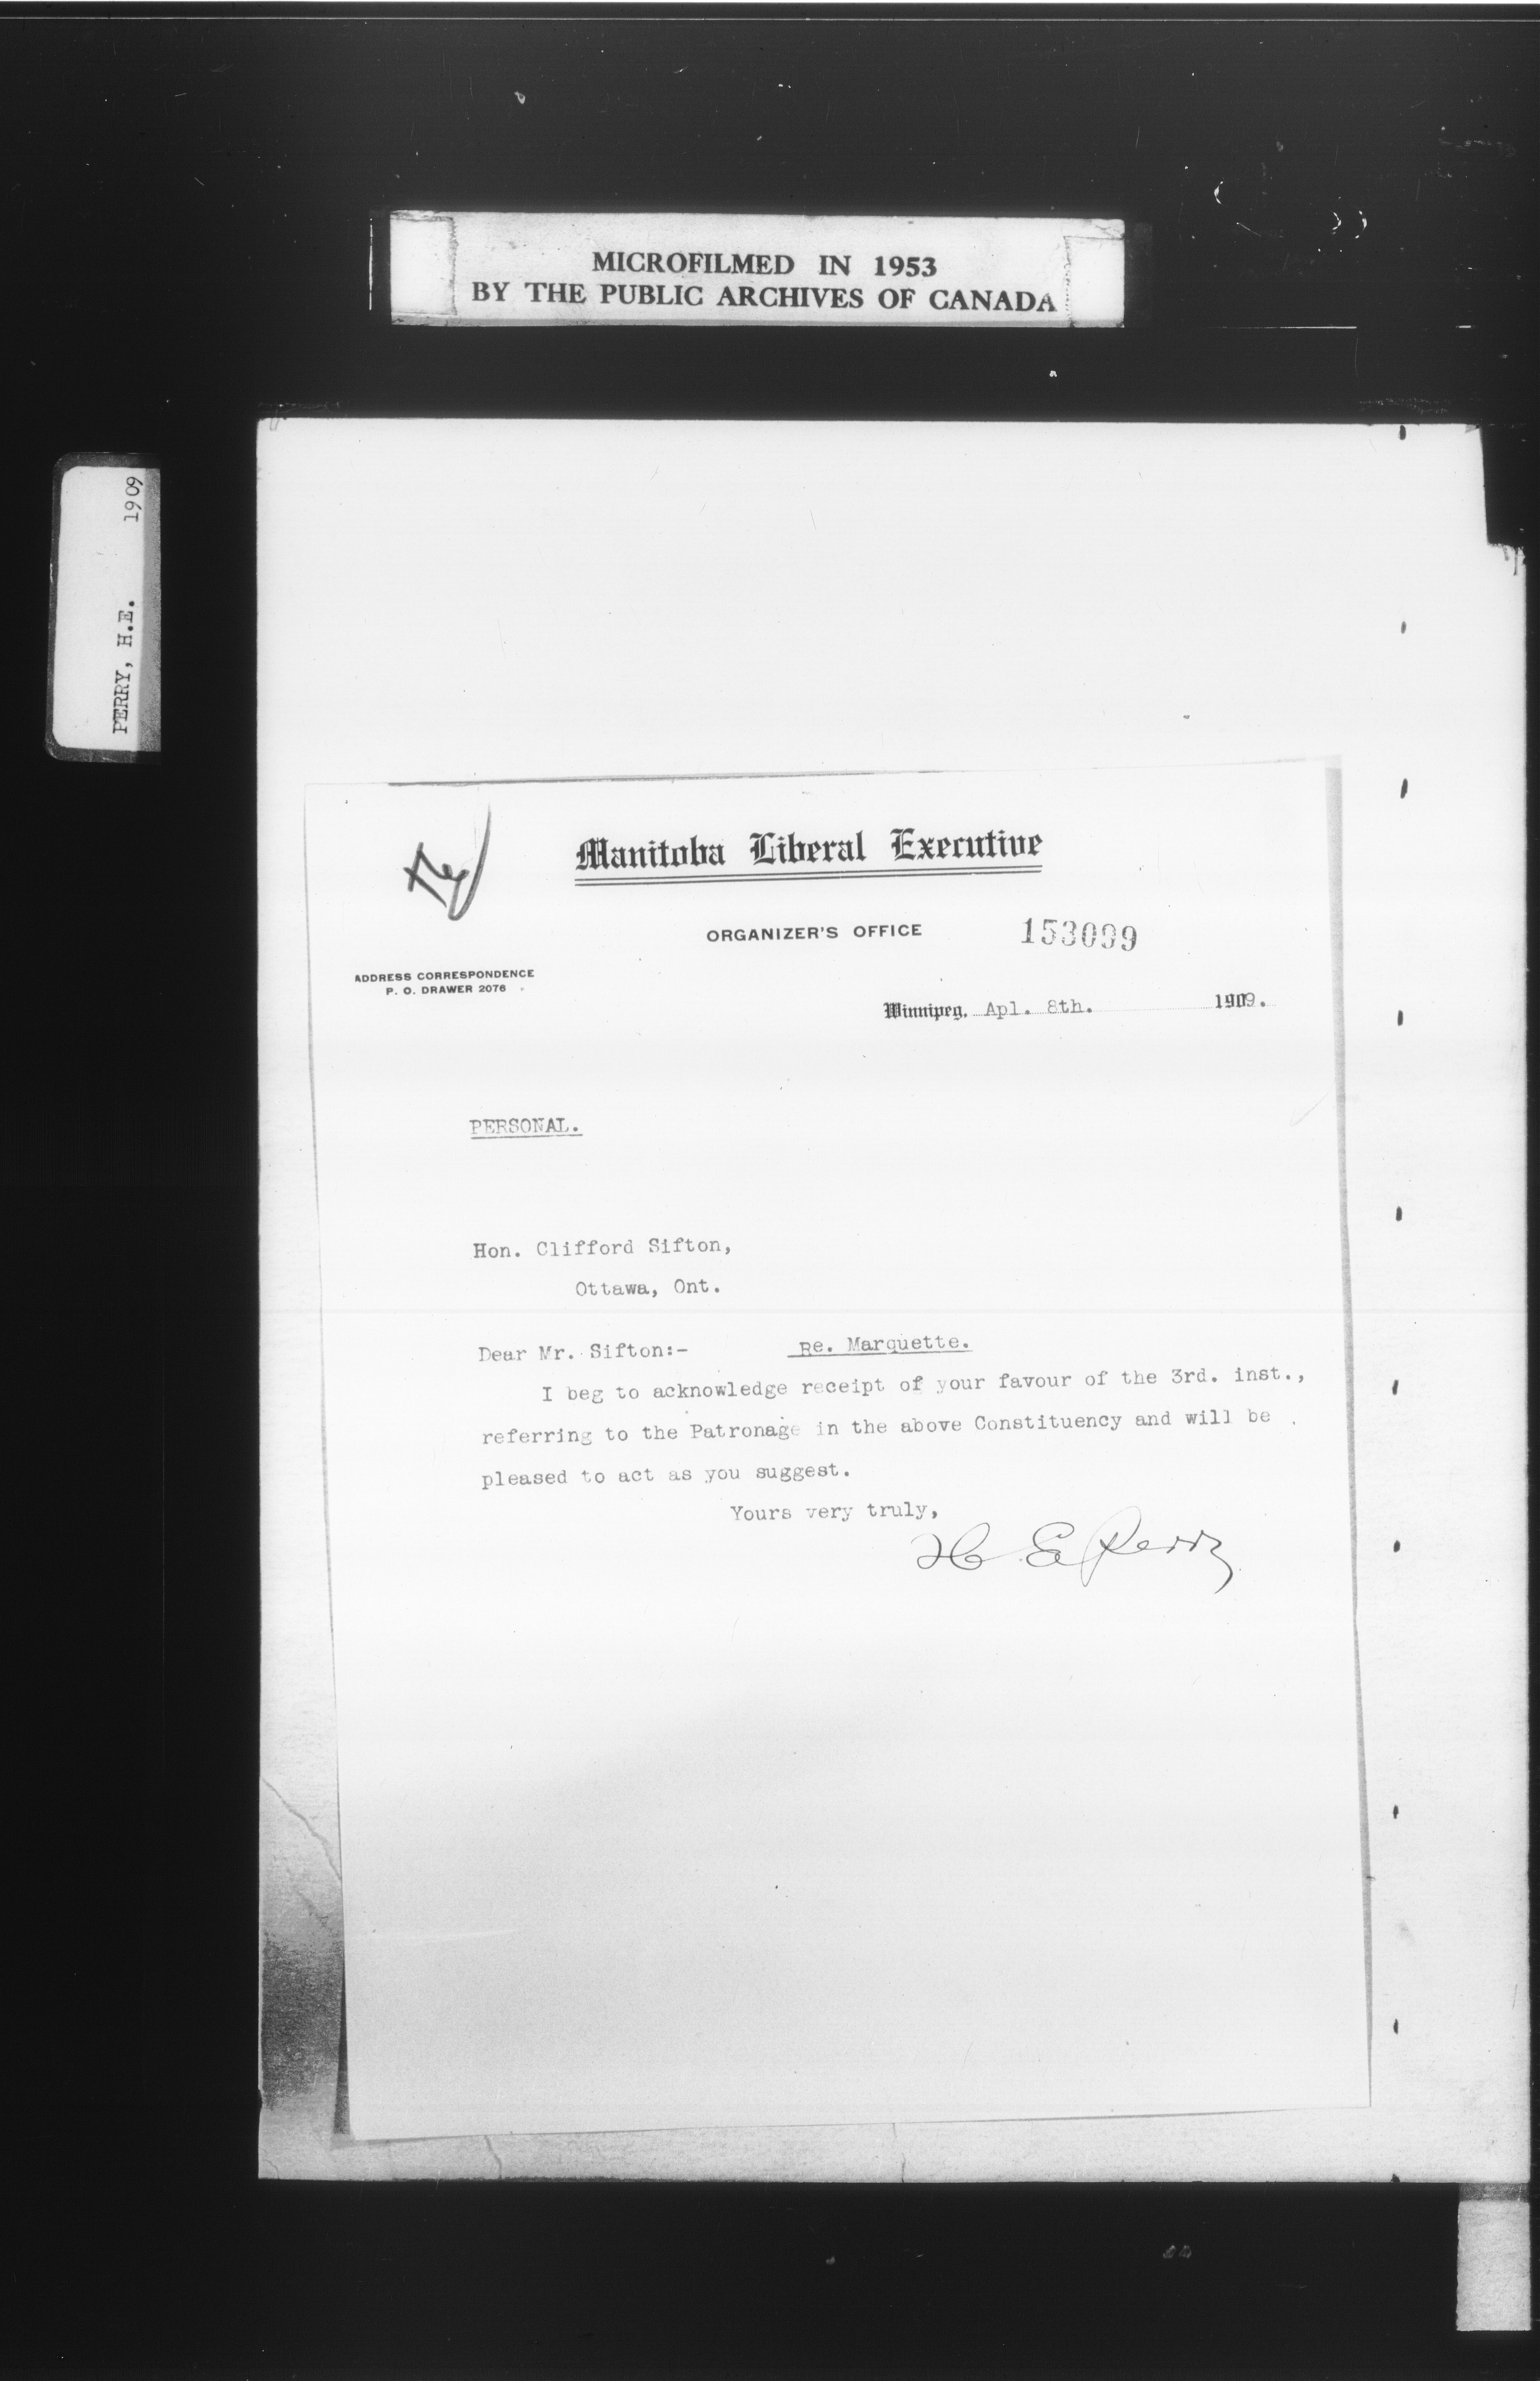 MICROFILMED IN 1953
BY THE PUBLIC ARCHIVES OF CANADA
PERRY, H.E. 1909
Manitoba Liberal Executive
ORGANIZER'S OFFICE
153099
ADDRESS CORRESPONDENCE
P. O. DRAWER 2076
Winnipeg, Apl. 8th. 1909.
PERSONAL.
Hon. Clifford Sifton,
Ottawa, Ont.
Dear Mr. Sifton:- Re. Marquette.
I beg to acknowledge receipt of your favour of the 3rd. inst.,
referring to the Patronage in the above Constituency and will be
pleased to act as you suggest.
Yours very truly,
H E Perry